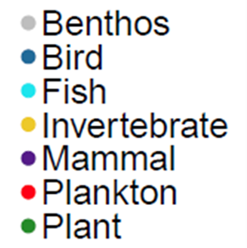 Benthos
Bird
Fish
Invertebrate
Mammal
Plankton
Plant